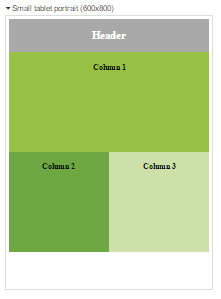 Small tablet portrait (600x800)
Header
Column 1
Column 2
Column 3